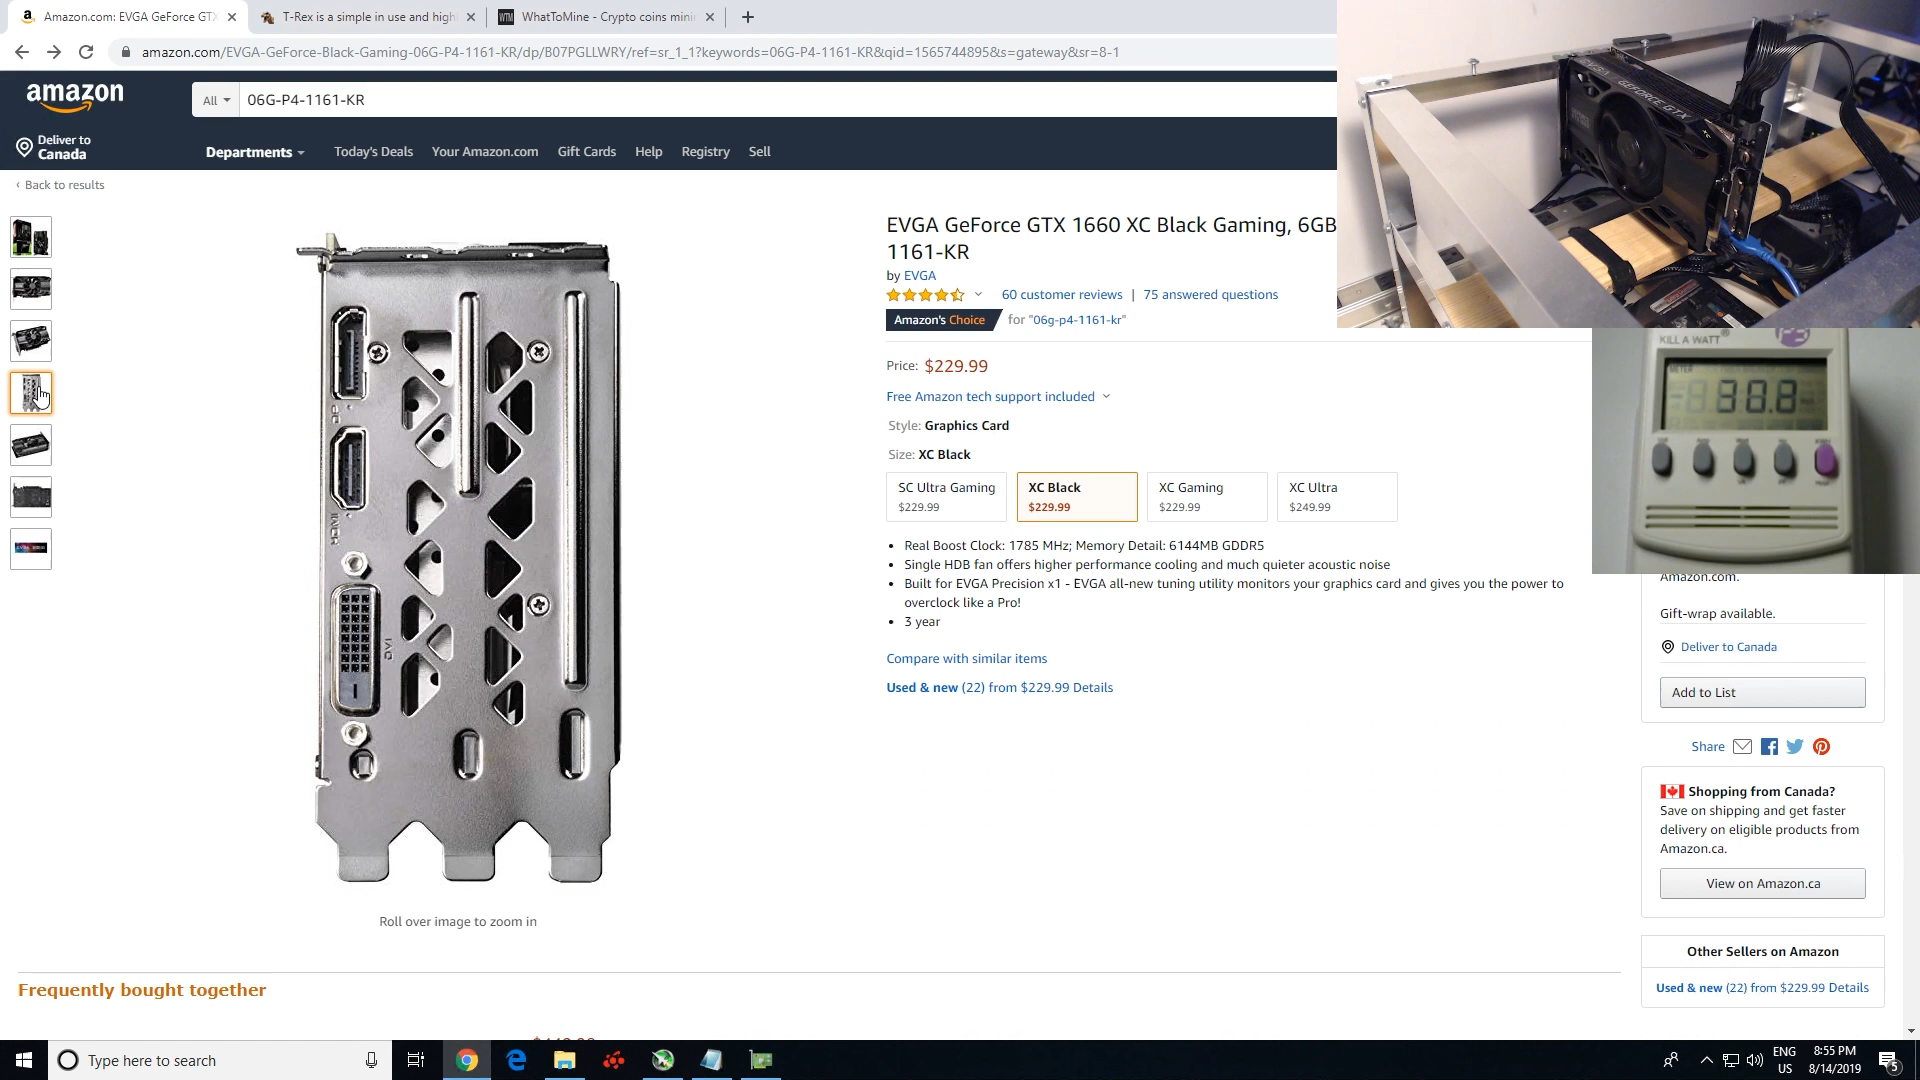 Amazon.com: EVGA GeForce GTX
T-Rex is a simple in use and high
WTM
WhatToMine - Crypto coins mini
amazon.com/EVGA-GeForce-Black-Gaming-06G-P4-1161-KR/dp/B07PGLLWRY/ref=sr_1_1?keywords=06G-P4-1161-KR&qid=1565744895&s=gateway&sr=8-1
amazon
All
06G-P4-1161-KR
Deliver to
Canada
Departments
Today's Deals
Your Amazon.com
Gift Cards
Help
Registry
Sell
‹ Back to results
EVGA GeForce GTX 1660 XC Black Gaming, 6GB
1161-KR
by EVGA
60 customer reviews | 75 answered questions
Amazon's Choice for "06g-p4-1161-kr"
Price: $229.99
Free Amazon tech support included
Style: Graphics Card
Size: XC Black
SC Ultra Gaming
$229.99
XC Black
$229.99
XC Gaming
$229.99
XC Ultra
$249.99
• Real Boost Clock: 1785 MHz; Memory Detail: 6144MB GDDR5
• Single HDB fan offers higher performance cooling and much quieter acoustic noise
• Built for EVGA Precision x1 - EVGA all-new tuning utility monitors your graphics card and gives you the power to
overclock like a Pro!
• 3 year
Compare with similar items
Used & new (22) from $229.99 Details
DP
HDMI
DVI
Roll over image to zoom in
Frequently bought together
GEFORCE GTX
KILL A WATT
Amazon.com.
Gift-wrap available.
Deliver to Canada
Add to List
Share
Shopping from Canada?
Save on shipping and get faster
delivery on eligible products from
Amazon.ca.
View on Amazon.ca
Other Sellers on Amazon
Used & new (22) from $229.99 Details
Type here to search
ENG
US
8:55 PM
8/14/2019
5